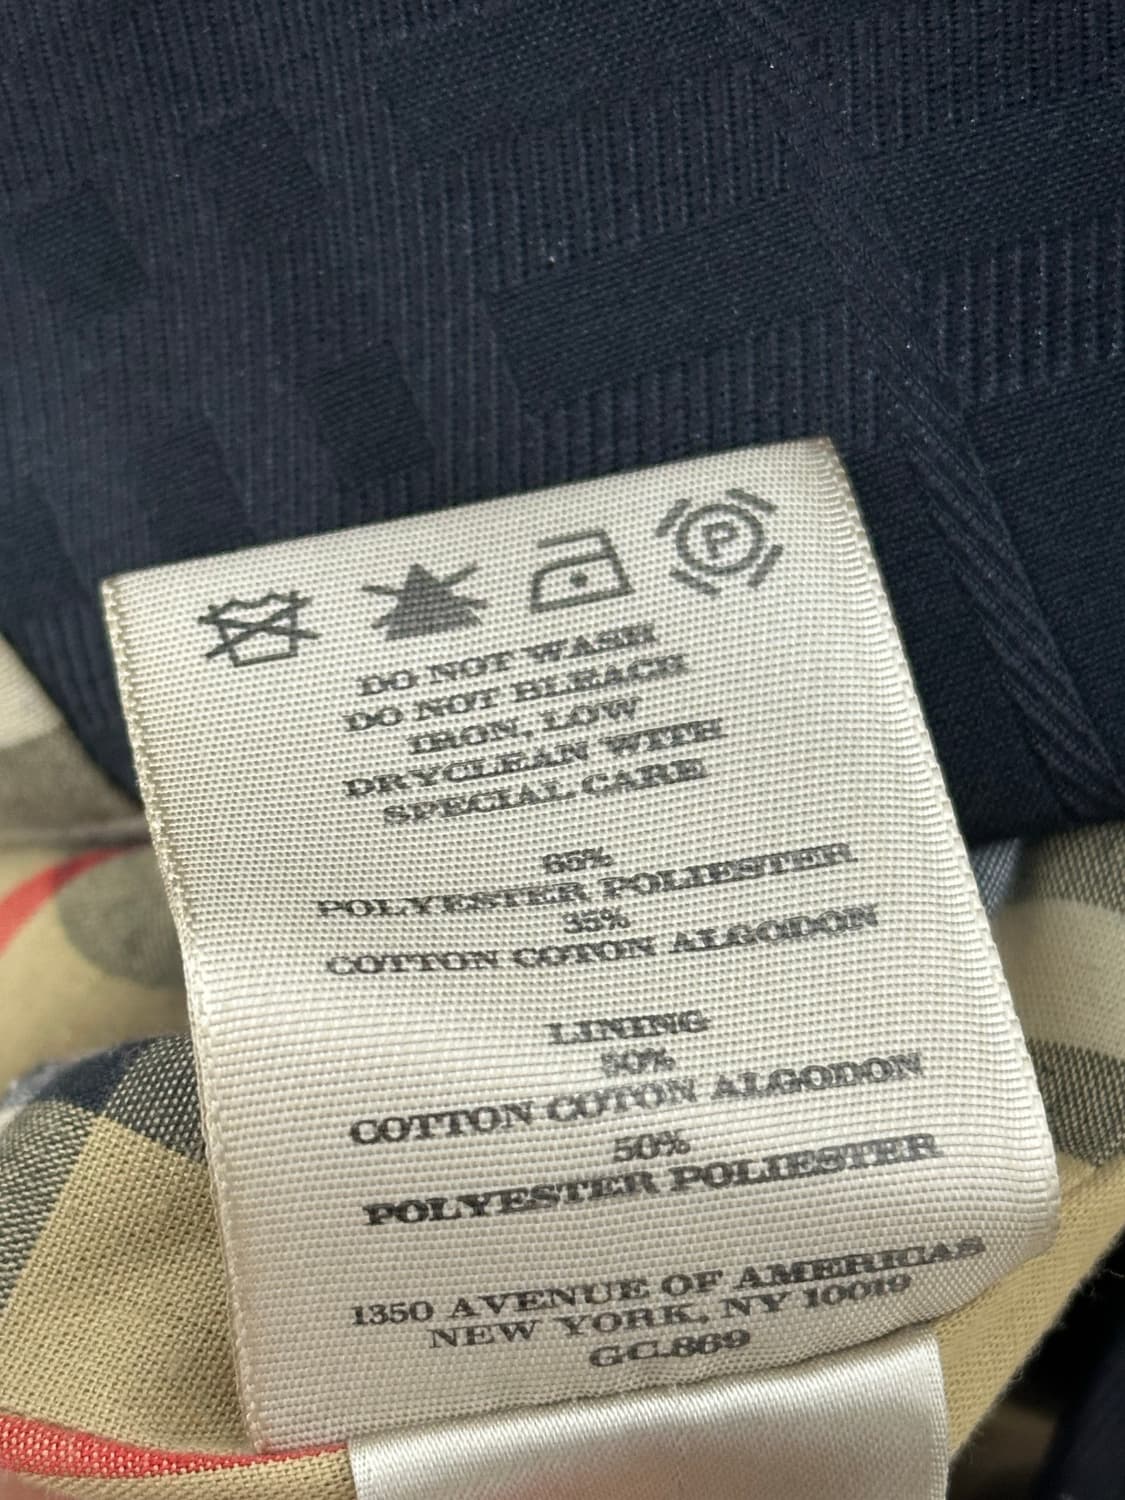 P
DO NOT WASH
DO NOT BLEACH
IRON, LOW
DRYCLEAN WITH
SPECIAL CARE
65%
POLYESTER POLIESTER
35%
COTTON COTON ALGODON
LINING
50%
COTTON COTON ALGODON
50%
POLYESTER POLIESTER
1350 AVENUE OF AMERICAS
NEW YORK, NY 10019
GC.869